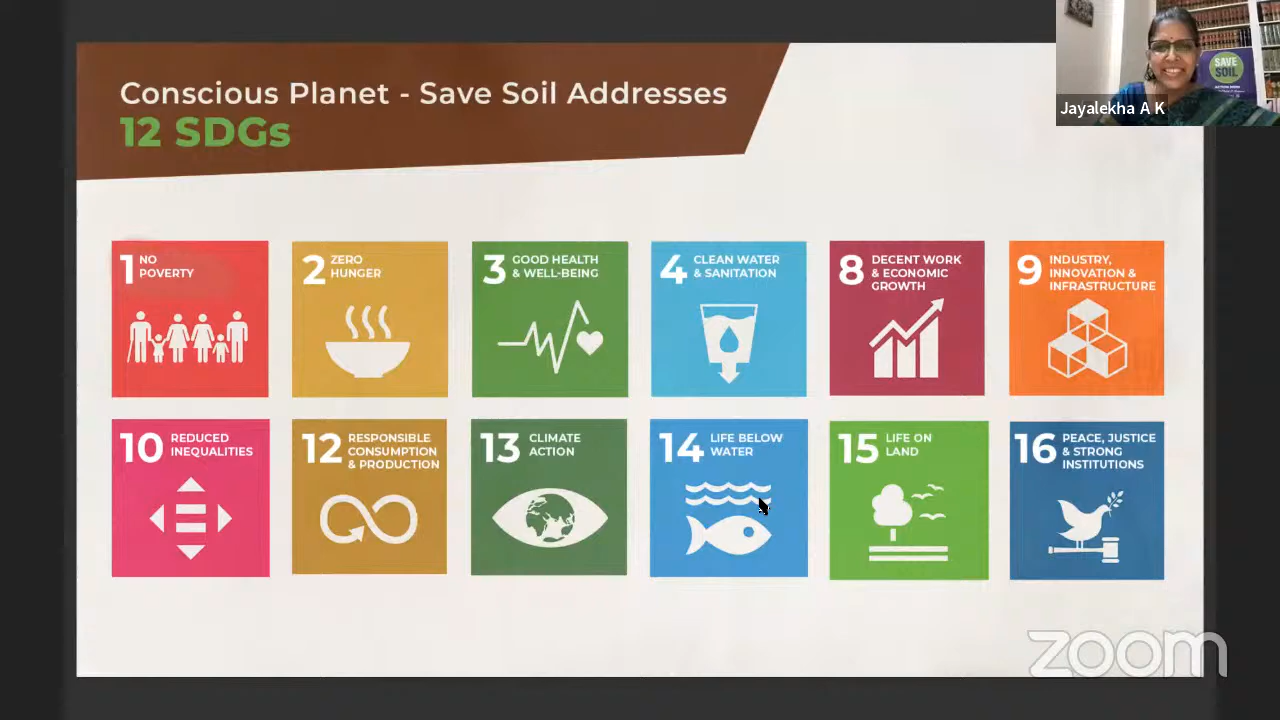 Conscious Planet - Save Soil Addresses
12 SDGs
SAVE
SOIL
Jayalekha A K
1 NO
POVERTY
2 ZERO
HUNGER
3 GOOD HEALTH
& WELL-BEING
4 CLEAN WATER
& SANITATION
8 DECENT WORK
& ECONOMIC
GROWTH
9 INDUSTRY,
INNOVATION &
INFRASTRUCTURE
10 REDUCED
INEQUALITIES
12 RESPONSIBLE
CONSUMPTION
& PRODUCTION
13 CLIMATE
ACTION
14 LIFE BELOW
WATER
15 LIFE ON
LAND
16 PEACE, JUSTICE
& STRONG
INSTITUTIONS
zoom